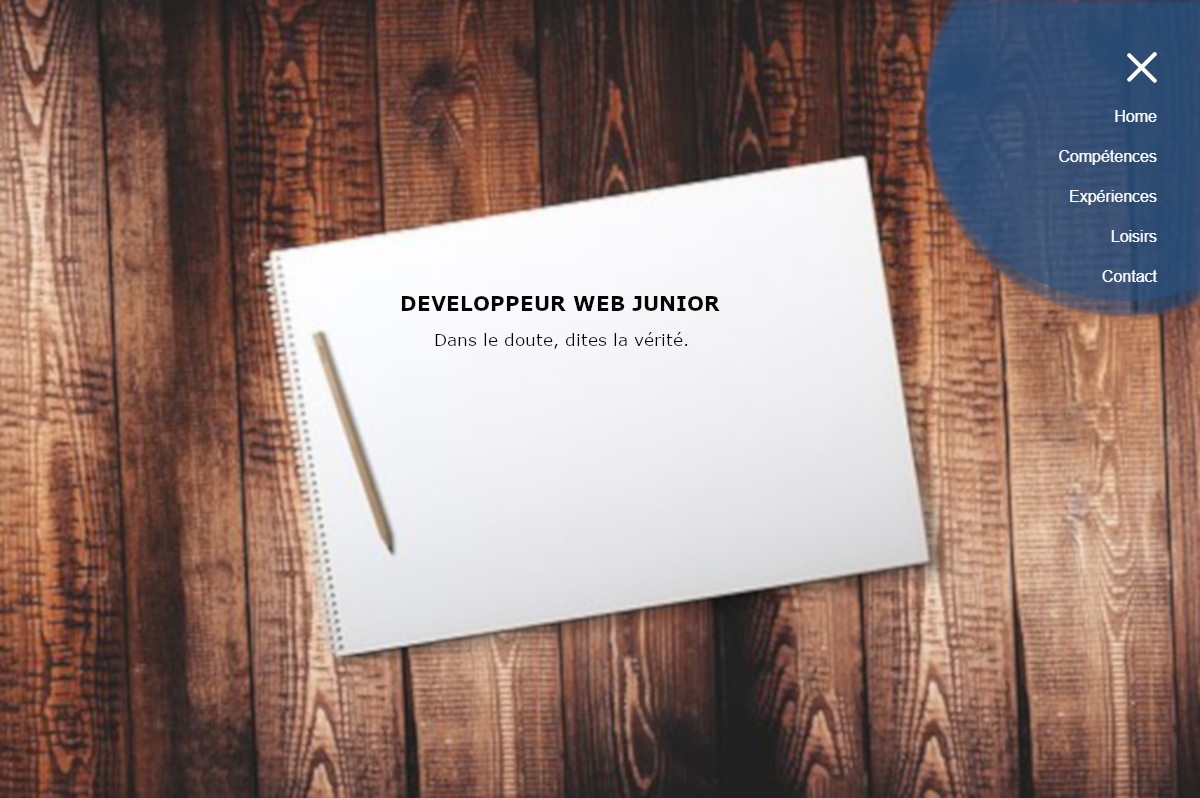 Home
Compétences
Expériences
Loisirs
Contact
DEVELOPPEUR WEB JUNIOR
Dans le doute, dites la vérité.